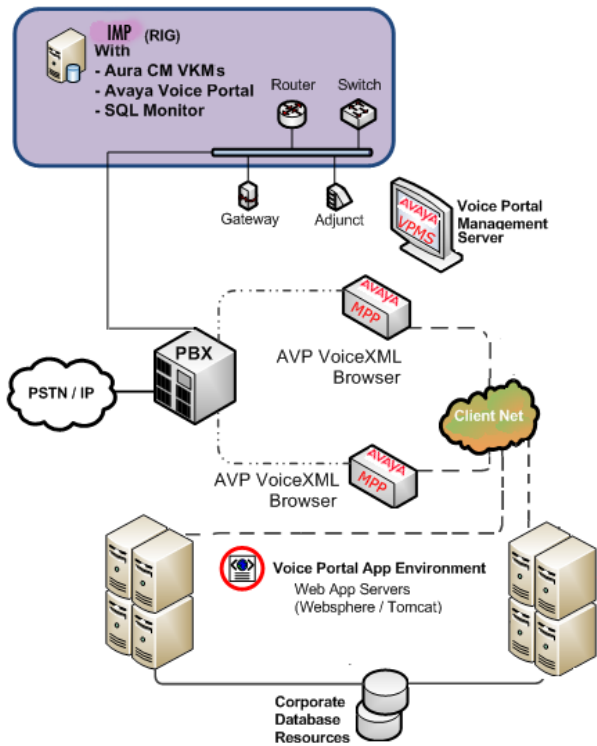 IMP (RIG)
With
- Aura CM VKMs
- Avaya Voice Portal
- SQL Monitor
Router
Switch
Gateway
Adjunct
AVAYA
VPMS
Voice Portal
Management
Server
AVAYA
MPP
PBX
AVP VoiceXML
Browser
PSTN / IP
Client Net
AVAYA
MPP
AVP VoiceXML
Browser
Voice Portal App Environment
Web App Servers
(Websphere / Tomcat)
Corporate
Database
Resources